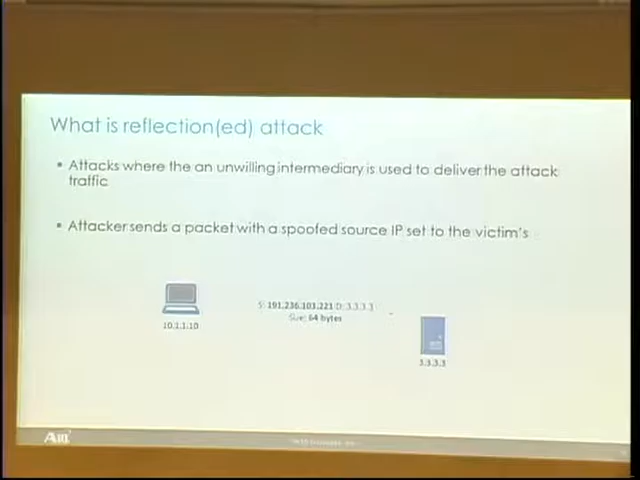 What is reflection(ed) attack
• Attacks where the an unwilling intermediary is used to deliver the attack
traffic
• Attacker sends a packet with a spoofed source IP set to the victim's
S: 191.236.103.221 D: 3.3.3.3
Size: 64 bytes
10.1.1.10
3.3.3.3
A10